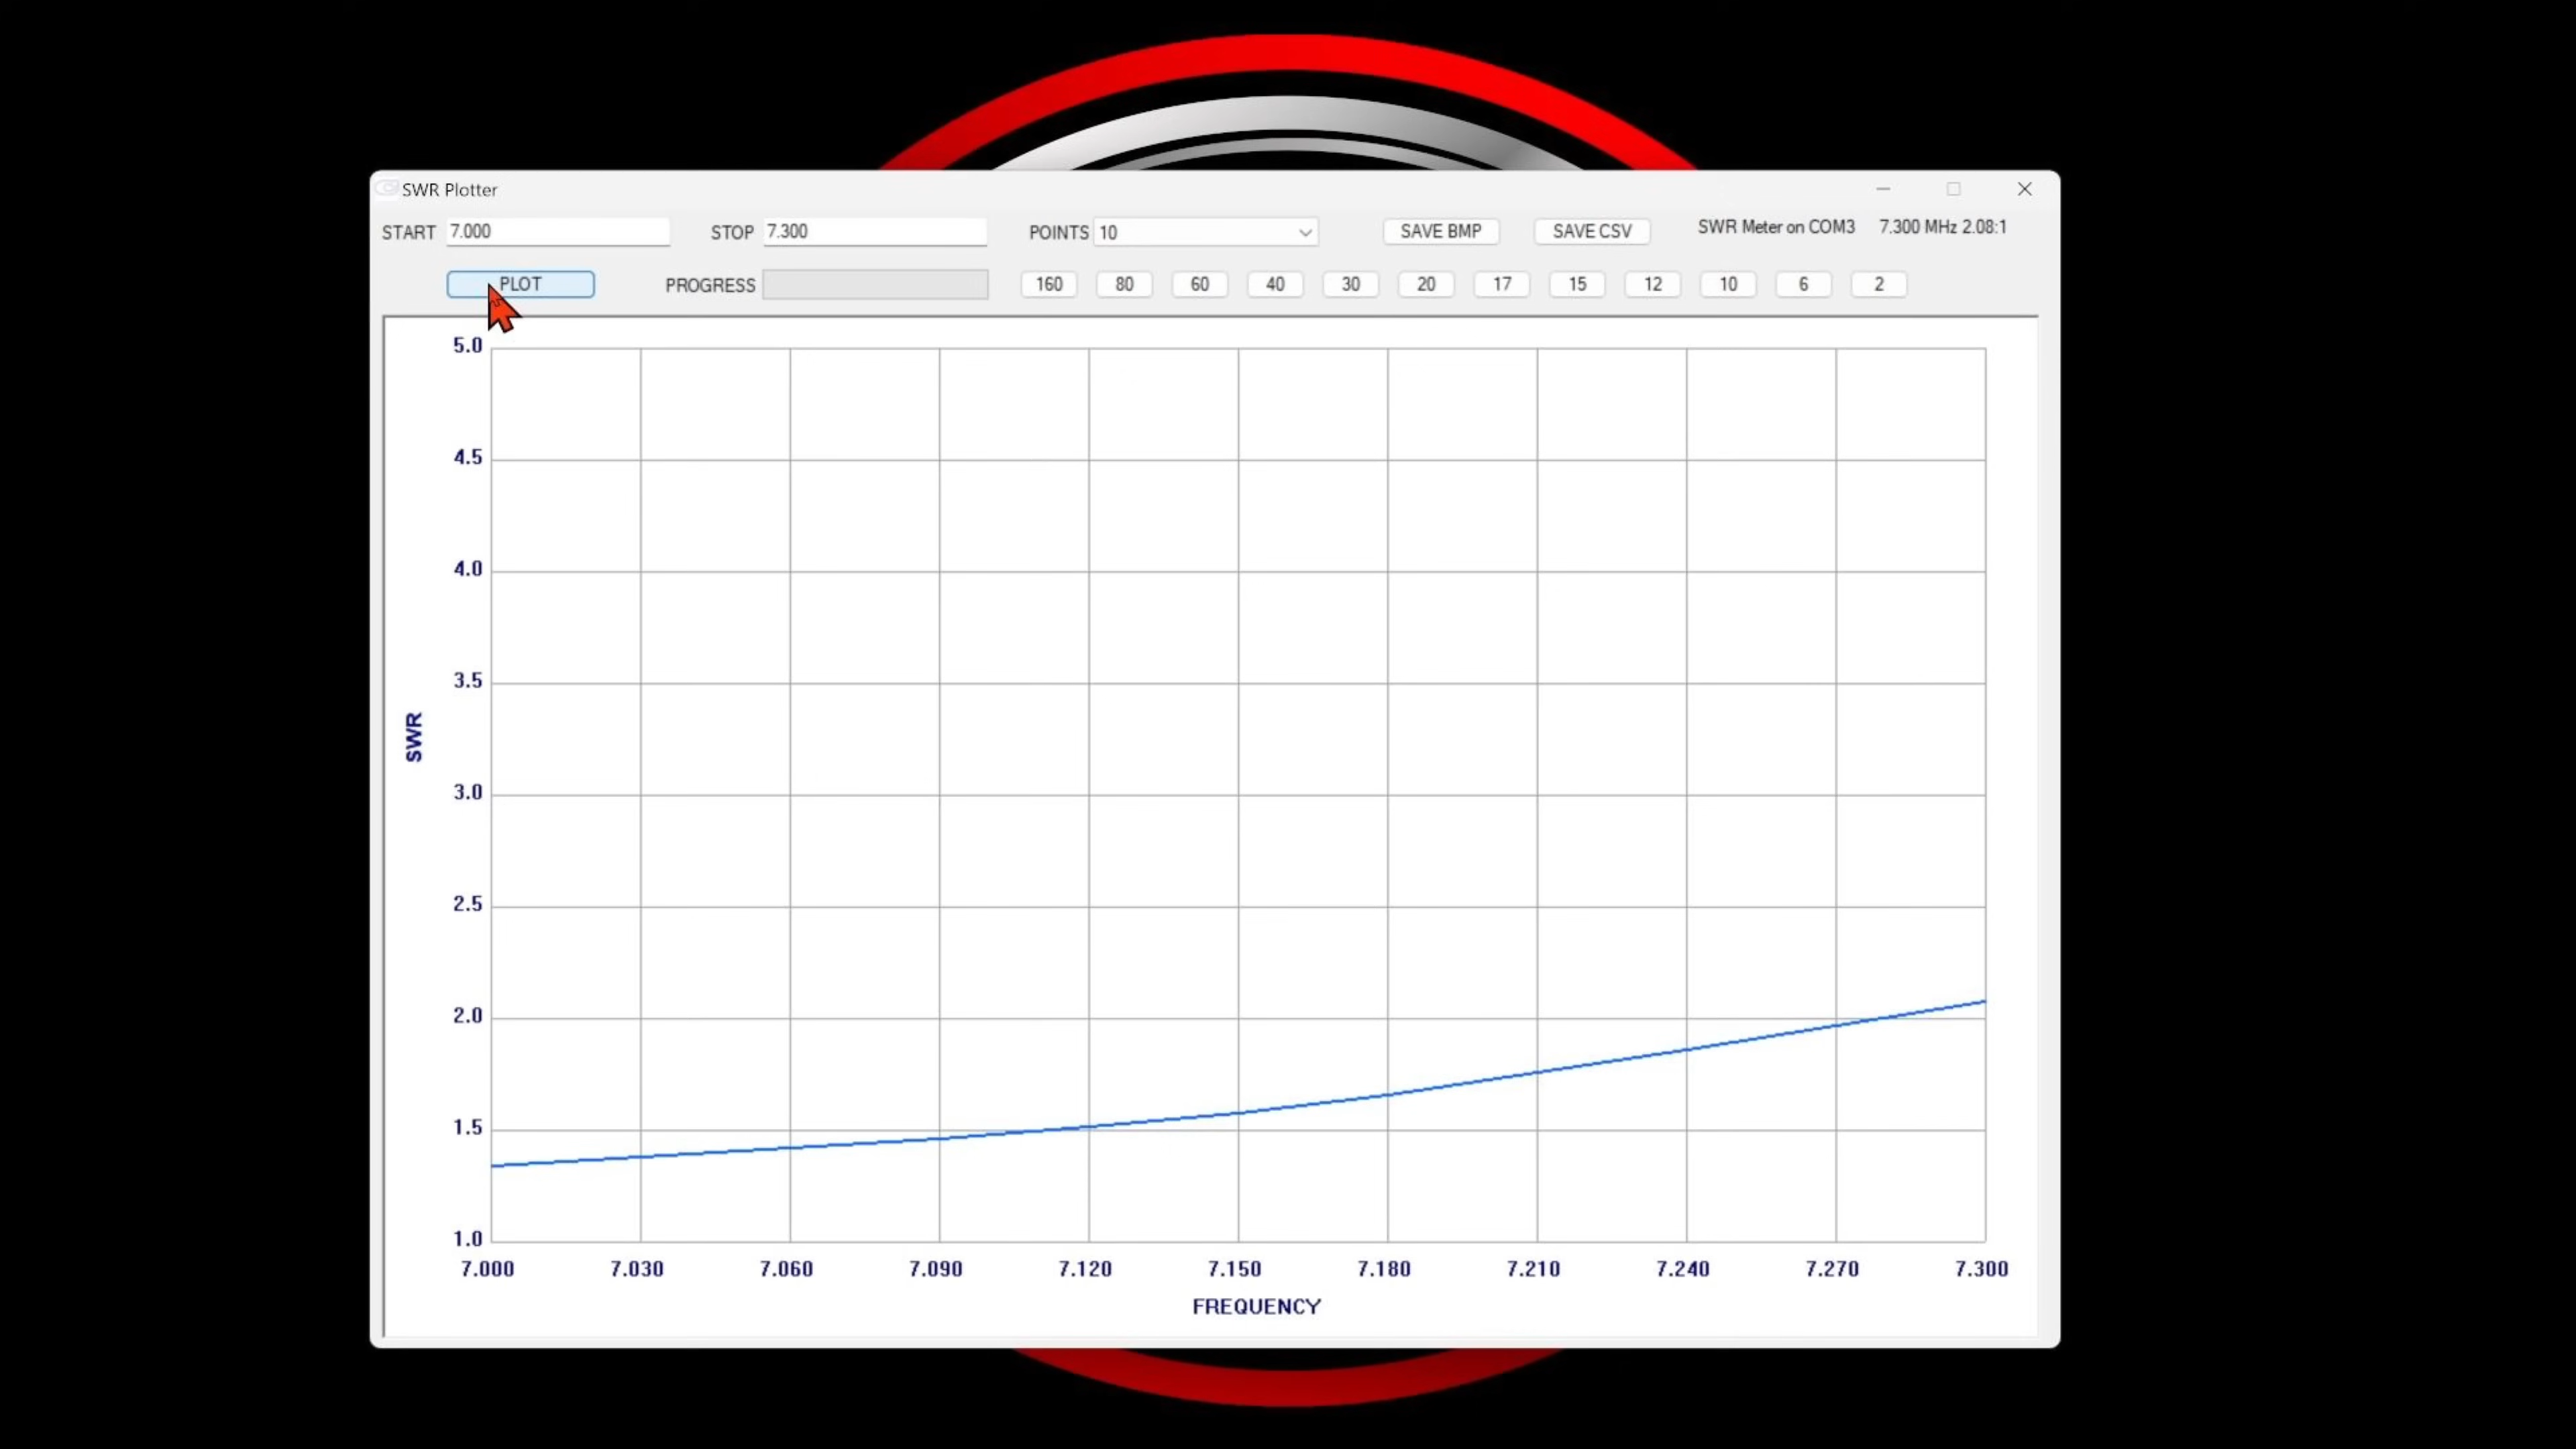 SWR Plotter
START 7.000 STOP 7.300 POINTS 10 SAVE BMP SAVE CSV SWR Meter on COM3 7.300 MHz 2.08:1
PLOT PROGRESS 160 80 60 40 30 20 17 15 12 10 6 2
5.0
4.5
4.0
3.5
SWR
3.0
2.5
2.0
1.5
1.0
7.000 7.030 7.060 7.090 7.120 7.150 7.180 7.210 7.240 7.270 7.300
FREQUENCY